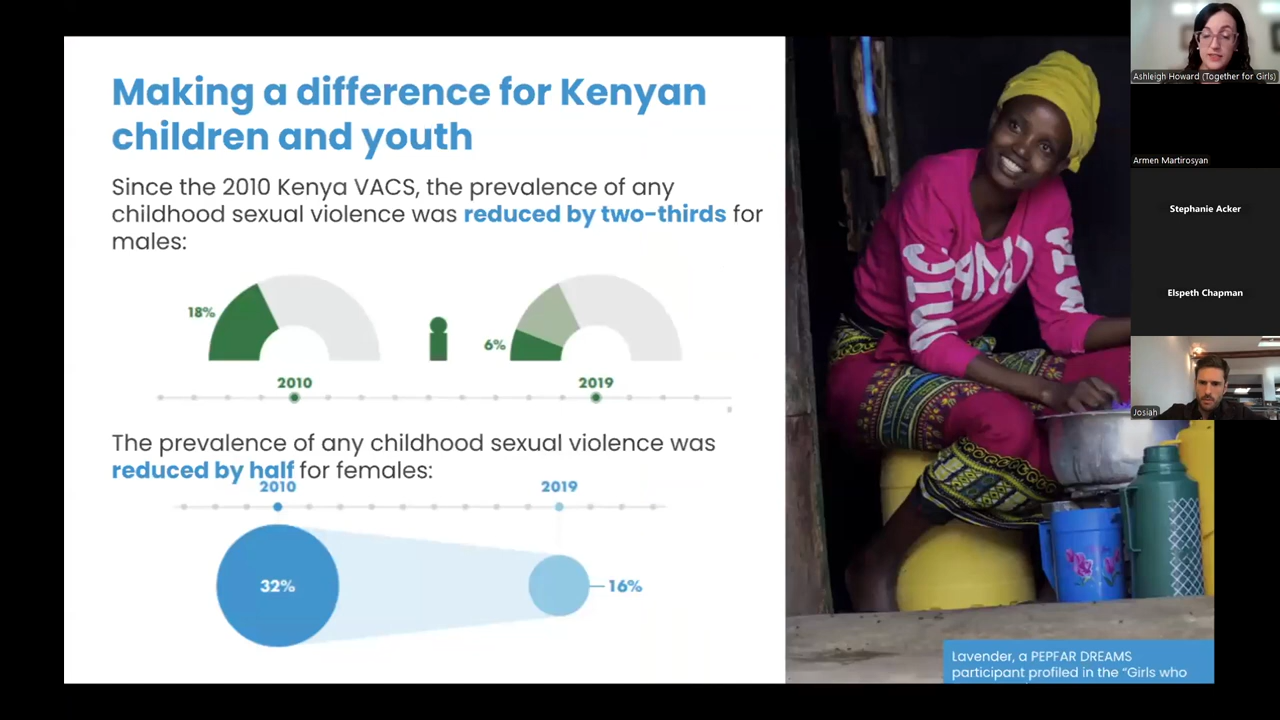 Making a difference for Kenyan
children and youth
Since the 2010 Kenya VACS, the prevalence of any
childhood sexual violence was reduced by two-thirds for
males:
18%
6%
2010
2019
The prevalence of any childhood sexual violence was
reduced by half for females:
2010
2019
32%
16%
MIC
AMO
Lavender, a PEPFAR DREAMS
participant profiled in the “Girls who
Ashleigh Howard (Together for Girls)
Armen Martirosyan
Stephanie Acker
Elspeth Chapman
Josiah